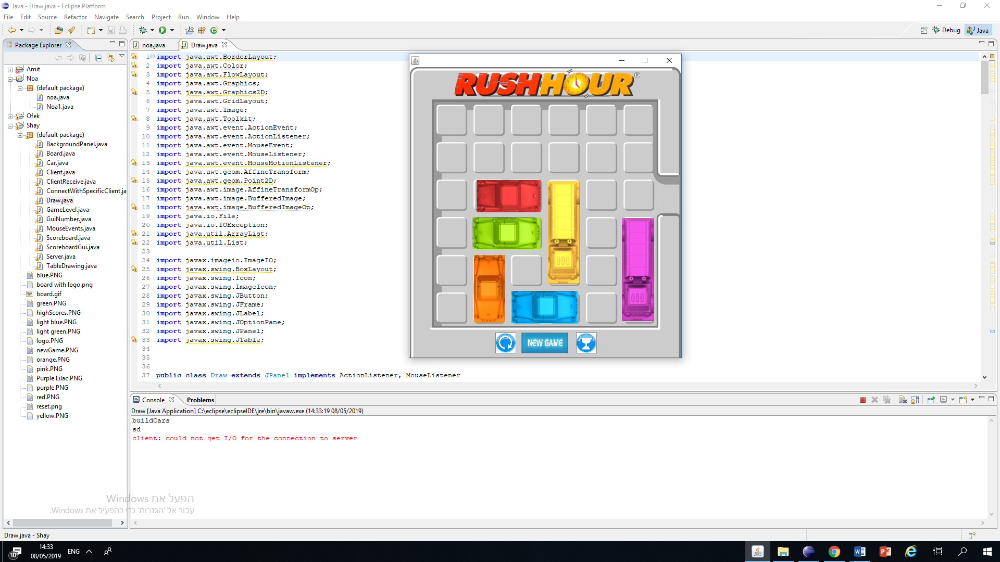 Java - Draw.java - Eclipse Platform
File Edit Source Refactor Navigate Search Project Run Window Help
Debug Java
Package Explorer
noa.java
Draw.java
Amit
Noa
(default package)
noa.java
Noa1.java
Ofek
Shay
(default package)
BackgroundPanel.java
Board.java
Car.java
Client.java
ClientReceive.java
ConnectWithSpecificClient.ja
Draw.java
GameLevel.java
GuiNumber.java
MouseEvents.java
Scoreboard.java
ScoreboardGui.java
Server.java
TableDrawing.java
blue.PNG
board with logo.png
board.gif
green.PNG
highScores.PNG
light blue.PNG
light green.PNG
logo.PNG
newGame.PNG
orange.PNG
pink.PNG
Purple Lilac.PNG
purple.PNG
red.PNG
reset.png
yellow.PNG
1 import java.awt.BorderLayout;
2 import java.awt.Color;
3 import java.awt.FlowLayout;
4 import java.awt.Graphics;
5 import java.awt.Graphics2D;
6 import java.awt.GridLayout;
7 import java.awt.Image;
8 import java.awt.Toolkit;
9 import java.awt.event.ActionEvent;
10 import java.awt.event.ActionListener;
11 import java.awt.event.MouseEvent;
12 import java.awt.event.MouseListener;
13 import java.awt.event.MouseMotionListener;
14 import java.awt.geom.AffineTransform;
15 import java.awt.geom.Point2D;
16 import java.awt.image.AffineTransformOp;
17 import java.awt.image.BufferedImage;
18 import java.awt.image.BufferedImageOp;
19 import java.io.File;
20 import java.io.IOException;
21 import java.util.ArrayList;
22 import java.util.List;
23
24 import javax.imageio.ImageIO;
25 import javax.swing.BoxLayout;
26 import javax.swing.Icon;
27 import javax.swing.ImageIcon;
28 import javax.swing.JButton;
29 import javax.swing.JFrame;
30 import javax.swing.JLabel;
31 import javax.swing.JOptionPane;
32 import javax.swing.JPanel;
33 import javax.swing.JTable;
34
35
36
37 public class Draw extends JPanel implements ActionListener, MouseListener
RUSH HOUR®
NEW GAME
Console Problems
Draw [Java Application] C:\eclipse\eclipseIDE\jre\bin\javaw.exe (14:33:19 08/05/2019)
buildCars
sd
client: could not get I/O for the connection to server
הפעל את Windows
עבור אל 'הגדרות' כדי להפעיל את Windows.
Draw.java - Shay
10
14:33
08/05/2019
ENG